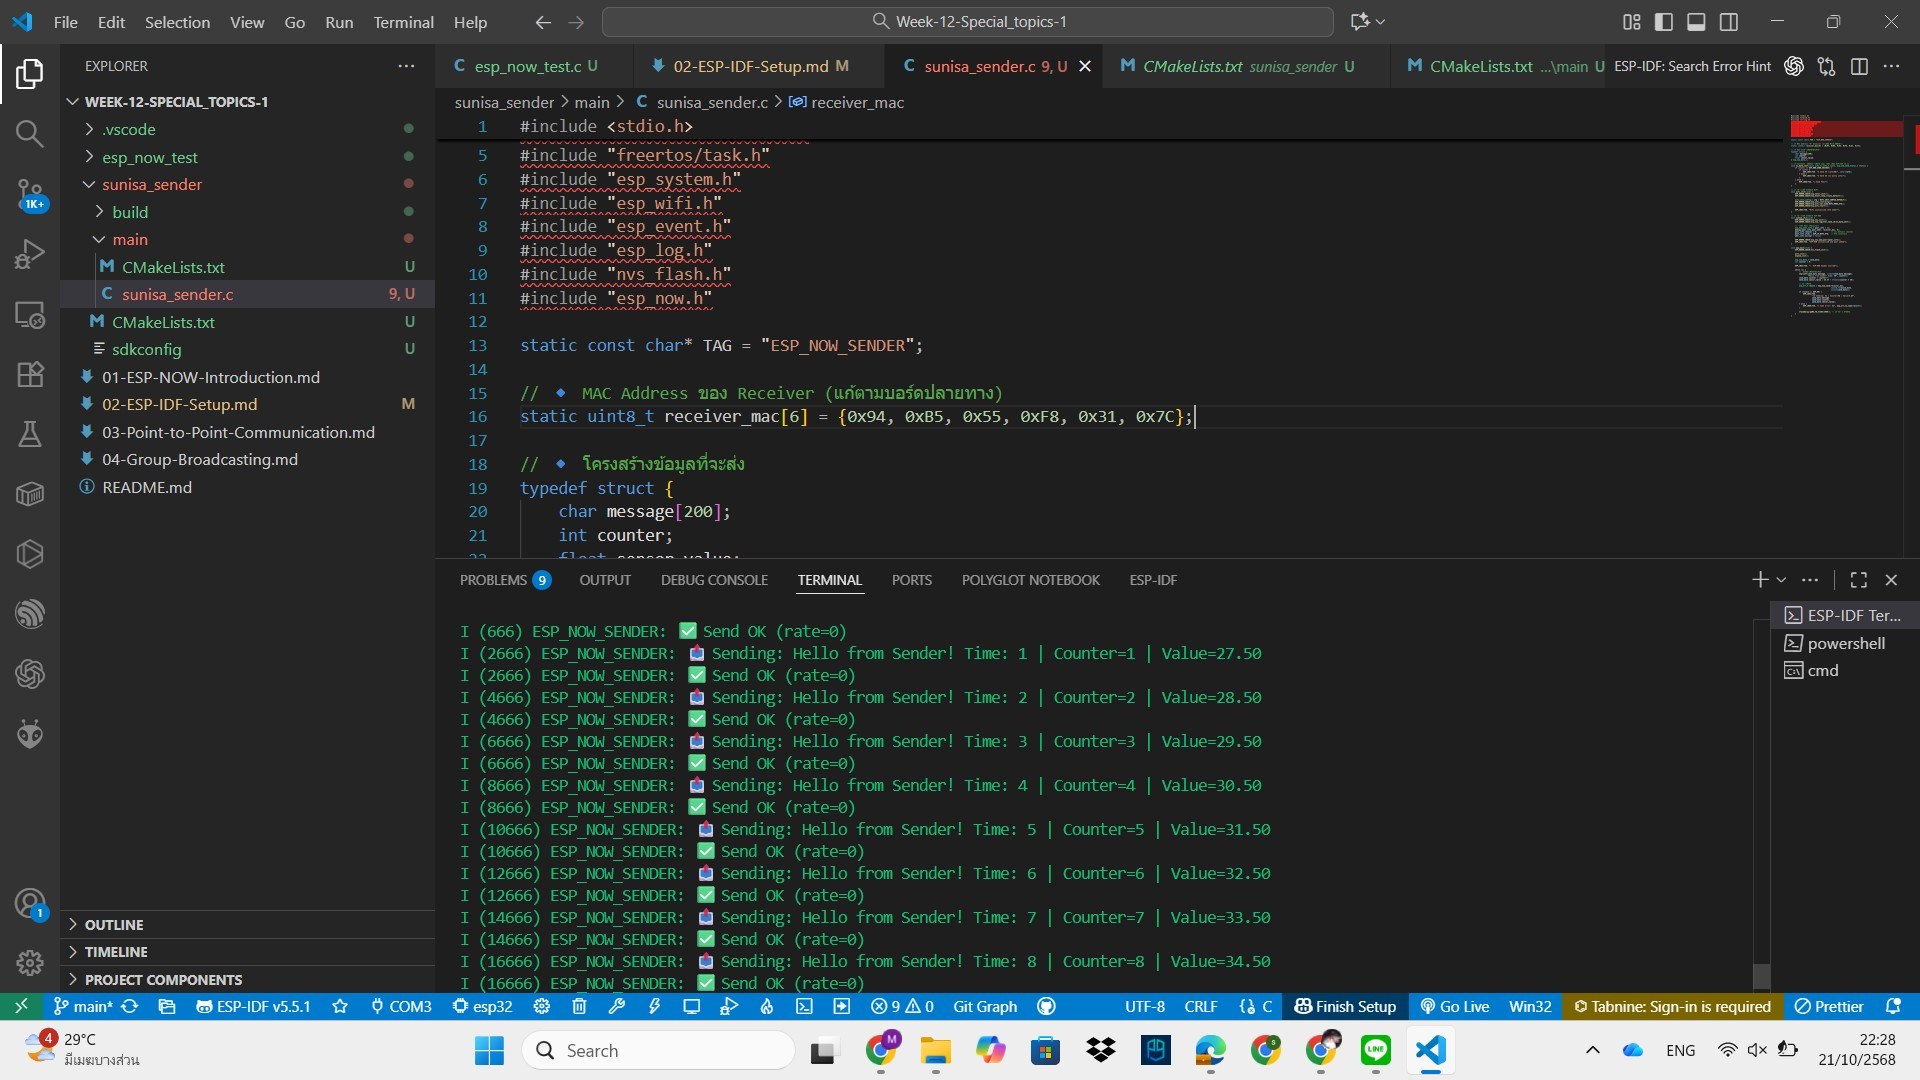 File Edit Selection View Go Run Terminal Help
Week-12-Special_topics-1
EXPLORER
WEEK-12-SPECIAL_TOPICS-1
.vscode
esp_now_test
sunisa_sender
build
main
CMakeLists.txt U
sunisa_sender.c 9, U
CMakeLists.txt U
sdkconfig U
01-ESP-NOW-Introduction.md
02-ESP-IDF-Setup.md M
03-Point-to-Point-Communication.md
04-Group-Broadcasting.md
README.md
OUTLINE
TIMELINE
PROJECT COMPONENTS
1K+
1
esp_now_test.c U
02-ESP-IDF-Setup.md M
sunisa_sender.c 9, U
CMakeLists.txt sunisa_sender U
CMakeLists.txt ...\main U
ESP-IDF: Search Error Hint
sunisa_sender > main > C sunisa_sender.c > receiver_mac
1 #include <stdio.h>
5 #include "freertos/task.h"
6 #include "esp_system.h"
7 #include "esp_wifi.h"
8 #include "esp_event.h"
9 #include "esp_log.h"
10 #include "nvs_flash.h"
11 #include "esp_now.h"
12
13 static const char* TAG = "ESP_NOW_SENDER";
14
15 // 🔹 MAC Address ของ Receiver (แก้ตามบอร์ดปลายทาง)
16 static uint8_t receiver_mac[6] = {0x94, 0xB5, 0x55, 0xF8, 0x31, 0x7C};
17
18 // 🔹 โครงสร้างข้อมูลที่จะส่ง
19 typedef struct {
20 char message[200];
21 int counter;
22 float sensor_value;
PROBLEMS 9 OUTPUT DEBUG CONSOLE TERMINAL PORTS POLYGLOT NOTEBOOK ESP-IDF
I (666) ESP_NOW_SENDER: ✅ Send OK (rate=0)
I (2666) ESP_NOW_SENDER: 📤 Sending: Hello from Sender! Time: 1 | Counter=1 | Value=27.50
I (2666) ESP_NOW_SENDER: ✅ Send OK (rate=0)
I (4666) ESP_NOW_SENDER: 📤 Sending: Hello from Sender! Time: 2 | Counter=2 | Value=28.50
I (4666) ESP_NOW_SENDER: ✅ Send OK (rate=0)
I (6666) ESP_NOW_SENDER: 📤 Sending: Hello from Sender! Time: 3 | Counter=3 | Value=29.50
I (6666) ESP_NOW_SENDER: ✅ Send OK (rate=0)
I (8666) ESP_NOW_SENDER: 📤 Sending: Hello from Sender! Time: 4 | Counter=4 | Value=30.50
I (8666) ESP_NOW_SENDER: ✅ Send OK (rate=0)
I (10666) ESP_NOW_SENDER: 📤 Sending: Hello from Sender! Time: 5 | Counter=5 | Value=31.50
I (10666) ESP_NOW_SENDER: ✅ Send OK (rate=0)
I (12666) ESP_NOW_SENDER: 📤 Sending: Hello from Sender! Time: 6 | Counter=6 | Value=32.50
I (12666) ESP_NOW_SENDER: ✅ Send OK (rate=0)
I (14666) ESP_NOW_SENDER: 📤 Sending: Hello from Sender! Time: 7 | Counter=7 | Value=33.50
I (14666) ESP_NOW_SENDER: ✅ Send OK (rate=0)
I (16666) ESP_NOW_SENDER: 📤 Sending: Hello from Sender! Time: 8 | Counter=8 | Value=34.50
I (16666) ESP_NOW_SENDER: ✅ Send OK (rate=0)
ESP-IDF Ter...
powershell
cmd
main* ESP-IDF v5.5.1 COM3 esp32 9 0 Git Graph UTF-8 CRLF {} C Finish Setup Go Live Win32 Tabnine: Sign-in is required Prettier
4 29°C
มีเมฆบางส่วน
Search
ENG
22:28
21/10/2568